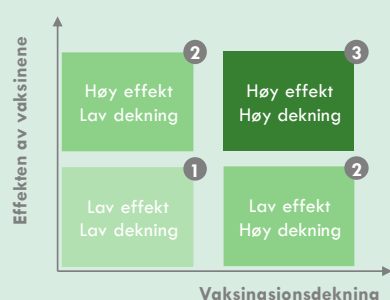 Effekten av vaksinene
2
Høy effekt
Lav dekning
3
Høy effekt
Høy dekning
1
Lav effekt
Lav dekning
2
Lav effekt
Høy dekning
Vaksinasjonsdekning